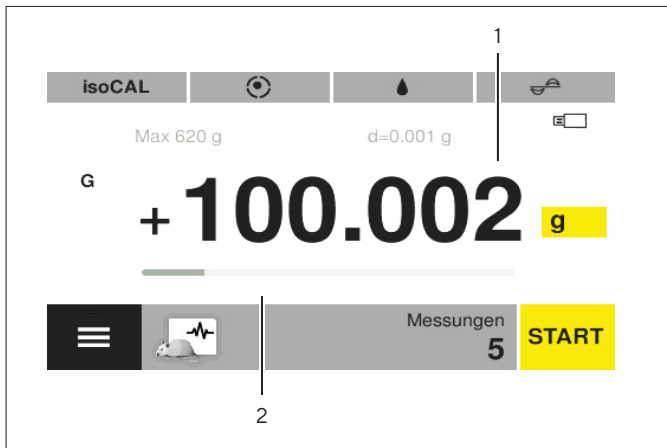 1
isoCAL
Max 620 g d=0.001 g
G
+100.002 g
Messungen
5
START
2